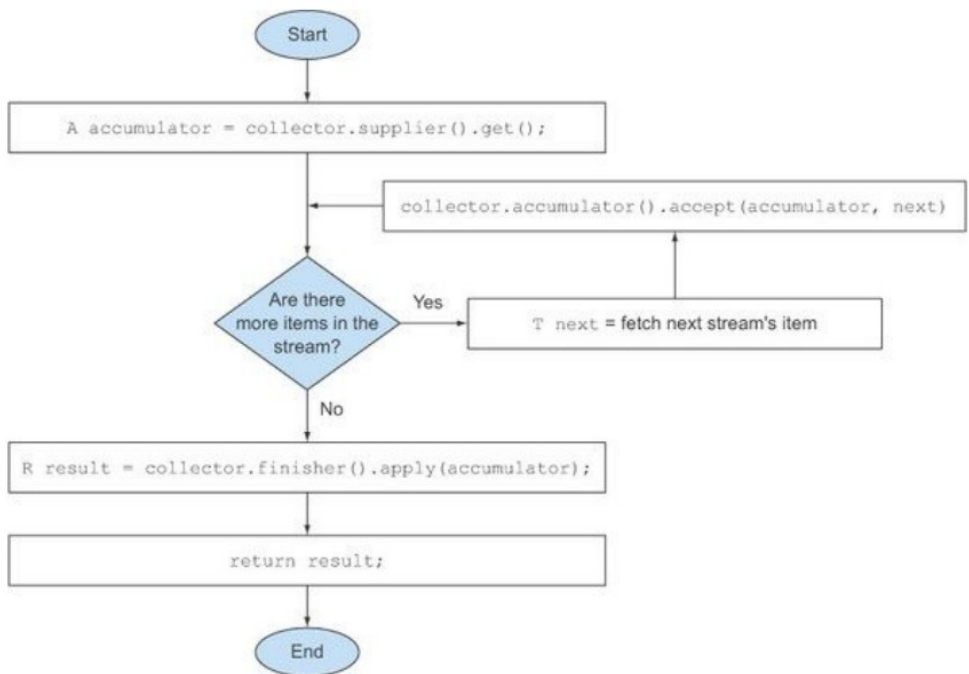 Start
A accumulator = collector.supplier().get();
collector.accumulator().accept(accumulator, next)
Are there
more items in the
stream?
Yes
T next = fetch next stream's item
No
R result = collector.finisher().apply(accumulator);
return result;
End